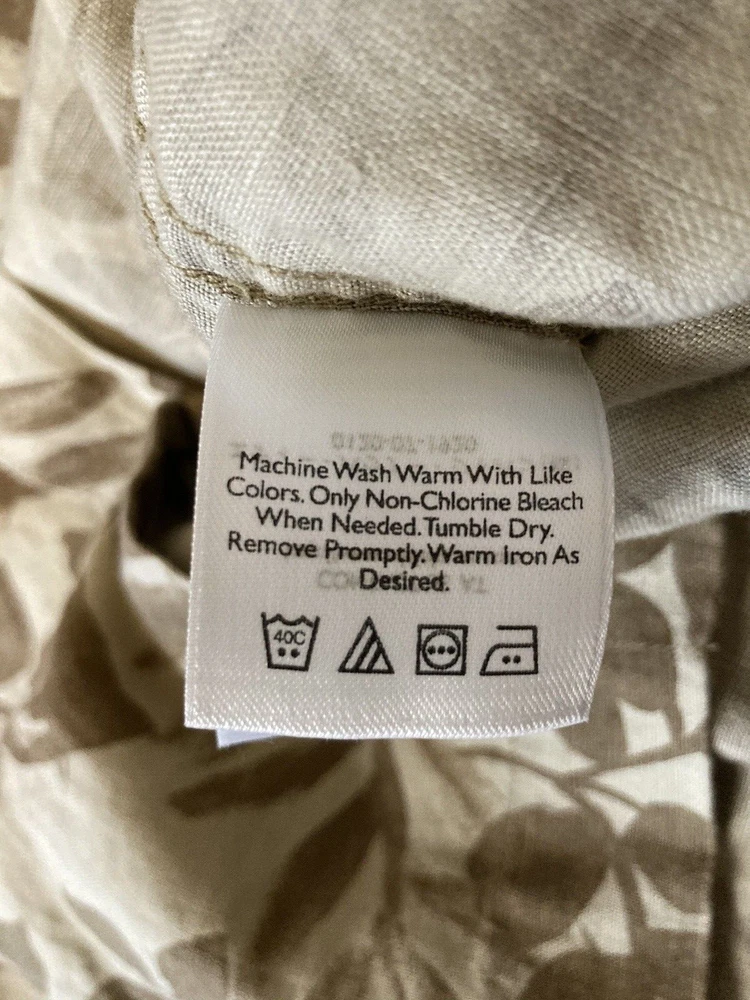 Machine Wash Warm With Like
Colors. Only Non-Chlorine Bleach
When Needed. Tumble Dry.
Remove Promptly. Warm Iron As
Desired.
40C